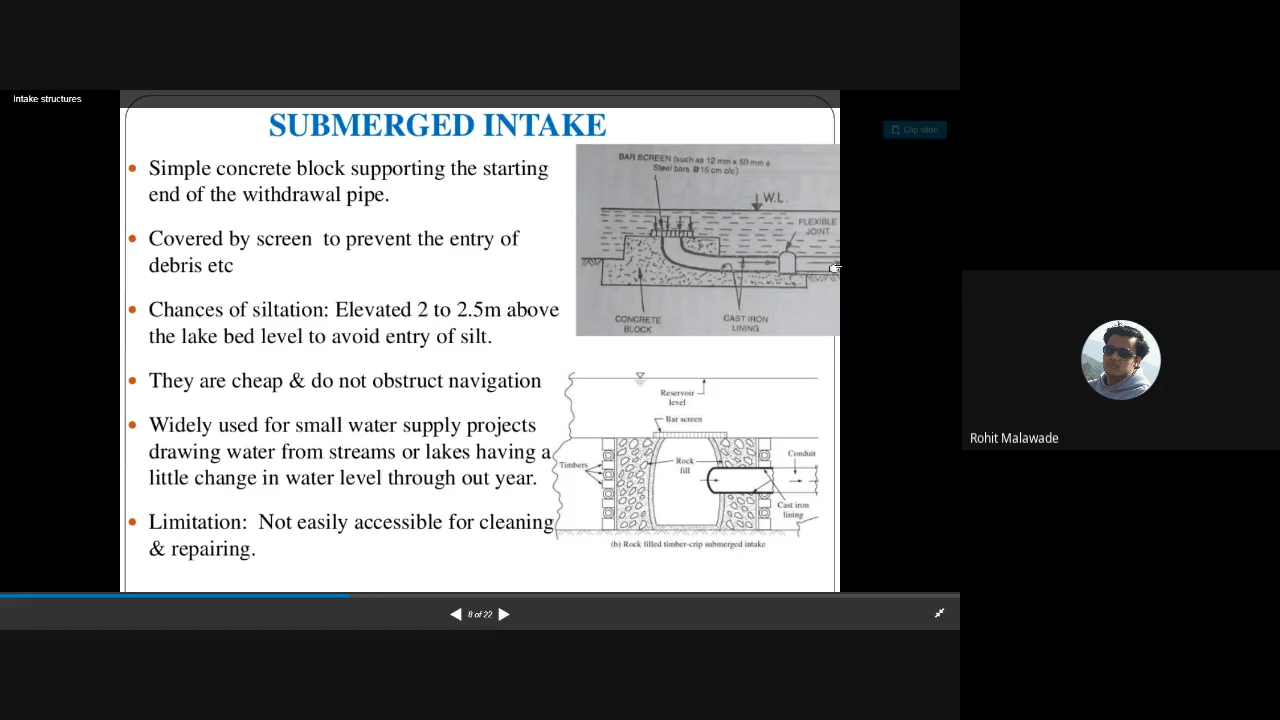 Intake structures
Clip slide
SUBMERGED INTAKE
• Simple concrete block supporting the starting
end of the withdrawal pipe.
• Covered by screen to prevent the entry of
debris etc
• Chances of siltation: Elevated 2 to 2.5m above
the lake bed level to avoid entry of silt.
• They are cheap & do not obstruct navigation
• Widely used for small water supply projects
drawing water from streams or lakes having a
little change in water level through out year.
• Limitation: Not easily accessible for cleaning
& repairing.
BAR SCREEN (such as 12 mm x 50 mm ɸ
Steel bars @ 15 cm c/c)
W.L.
FLEXIBLE
JOINT
CONCRETE
BLOCK
CAST IRON
LINING
Reservoir
level
Bar screen
Timbers
Rock
fill
Conduit
Cast iron
lining
(b) Rock filled timber-crip submerged intake
8 of 22
Rohit Malawade